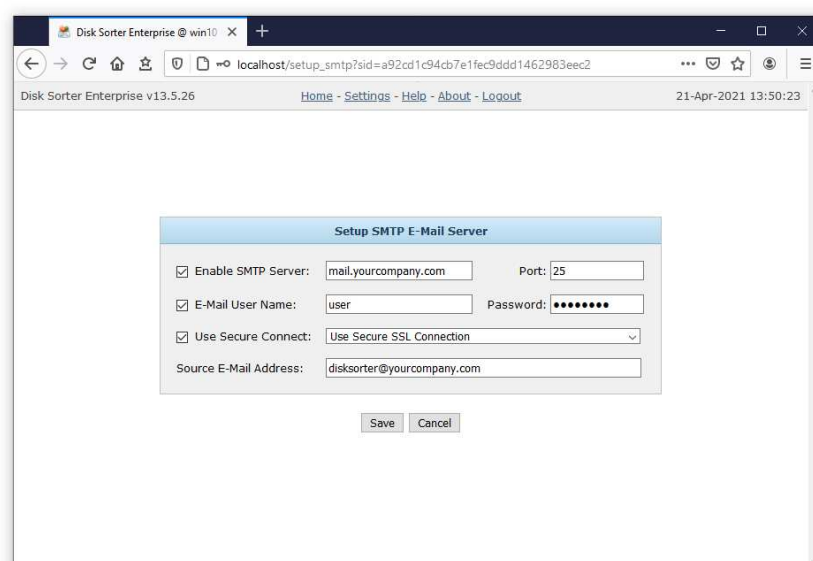 Disk Sorter Enterprise @ win10
localhost/setup_smtp?sid=a92cd1c94cb7e1fec9ddd1462983eec2
Disk Sorter Enterprise v13.5.26 Home - Settings - Help - About - Logout 21-Apr-2021 13:50:23
Setup SMTP E-Mail Server
Enable SMTP Server: mail.yourcompany.com Port: 25
E-Mail User Name: user Password: ●●●●●●●●
Use Secure Connect: Use Secure SSL Connection
Source E-Mail Address: disksorter@yourcompany.com
Save Cancel